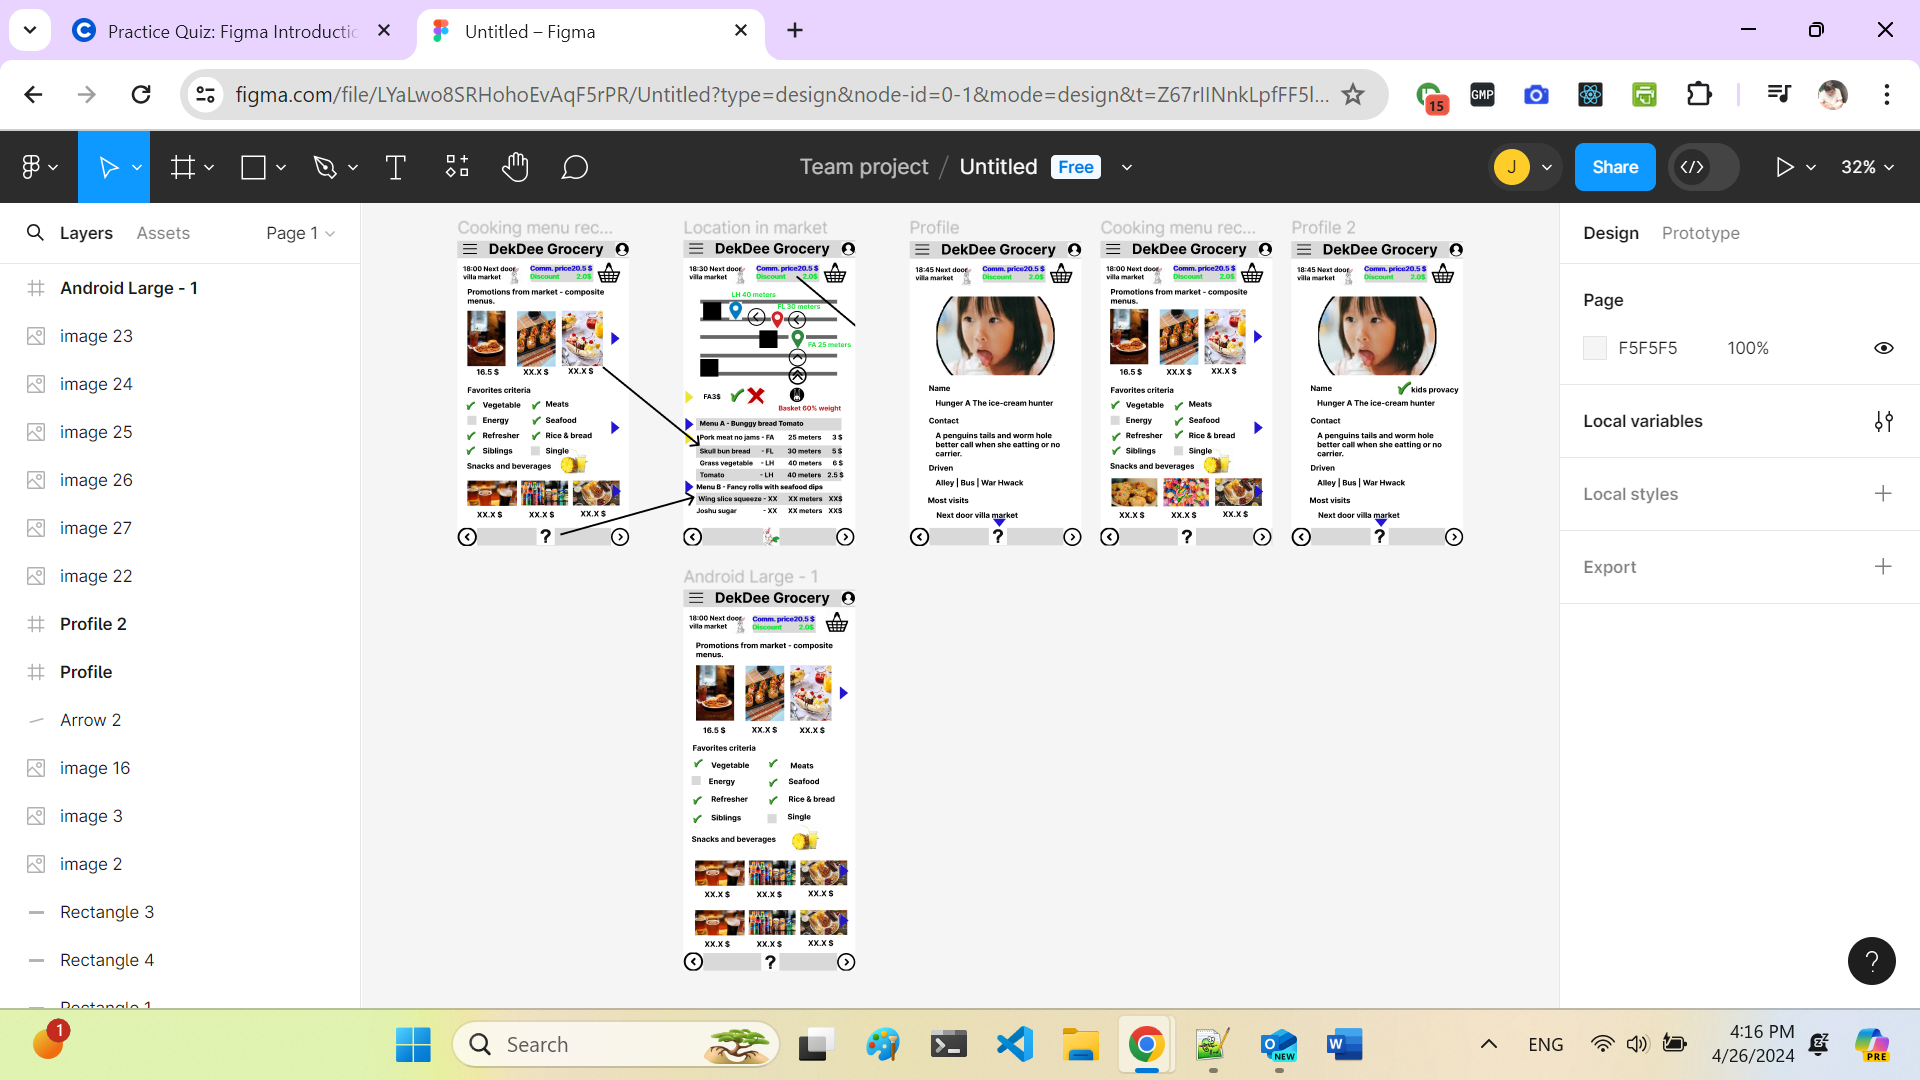 Practice Quiz: Figma Introductio
Untitled – Figma
figma.com/file/LYaLwo8SRHohoEvAqF5rPR/Untitled?type=design&node-id=0-1&mode=design&t=Z67rIINnkLpfFF5l...
15
GMP
Team project / Untitled Free
J
Share
32%
Layers
Assets
Page 1
Android Large - 1
image 23
image 24
image 25
image 26
image 27
image 22
Profile 2
Profile
Arrow 2
image 16
image 3
image 2
Rectangle 3
Rectangle 4
Rectangle 1
Cooking menu rec...
DekDee Grocery
18:00 Next door
villa market
Comm. price20.5 $
Discount 2.0$
Promotions from market - composite
menus.
16.5 $ XX.X $ XX.X $
Favorites criteria
Vegetable Meats
Energy Seafood
Refresher Rice & bread
Siblings Single
Snacks and beverages
XX.X $ XX.X $ XX.X $
?
Location in market
DekDee Grocery
18:30 Next door
villa market
Comm. price20.5 $
Discount 2.0$
LH 40 meters
FL 30 meters
FA 25 meters
FA3$
Basket 60% weight
Menu A - Bunggy bread Tomato
Pork meat no jams - FA 25 meters 3 $
Skull bun bread - FL 30 meters 5 $
Grass vegetable - LH 40 meters 6 $
Tomato - LH 40 meters 2.5 $
Menu B - Fancy rolls with seafood dips
Wing slice squeeze - XX XX meters XX$
Joshu sugar - XX XX meters XX$
Profile
DekDee Grocery
18:45 Next door
villa market
Comm. price20.5 $
Discount 2.0$
Name
Hunger A The ice-cream hunter
Contact
A penguins tails and worm hole
better call when she eatting or no
carrier.
Driven
Alley | Bus | War Hwack
Most visits
Next door villa market
?
Cooking menu rec...
DekDee Grocery
18:00 Next door
villa market
Comm. price20.5 $
Discount 2.0$
Promotions from market - composite
menus.
16.5 $ XX.X $ XX.X $
Favorites criteria
Vegetable Meats
Energy Seafood
Refresher Rice & bread
Siblings Single
Snacks and beverages
XX.X $ XX.X $ XX.X $
?
Profile 2
DekDee Grocery
18:45 Next door
villa market
Comm. price20.5 $
Discount 2.0$
Name
kids provacy
Hunger A The ice-cream hunter
Contact
A penguins tails and worm hole
better call when she eatting or no
carrier.
Driven
Alley | Bus | War Hwack
Most visits
Next door villa market
?
Android Large - 1
DekDee Grocery
18:00 Next door
villa market
Comm. price20.5 $
Discount 2.0$
Promotions from market - composite
menus.
16.5 $ XX.X $ XX.X $
Favorites criteria
Vegetable Meats
Energy Seafood
Refresher Rice & bread
Siblings Single
Snacks and beverages
XX.X $ XX.X $ XX.X $
XX.X $ XX.X $ XX.X $
?
Design
Prototype
Page
F5F5F5 100%
Local variables
Local styles
Export
?
1
Search
NEW
W
ENG
4:16 PM
4/26/2024
PRE